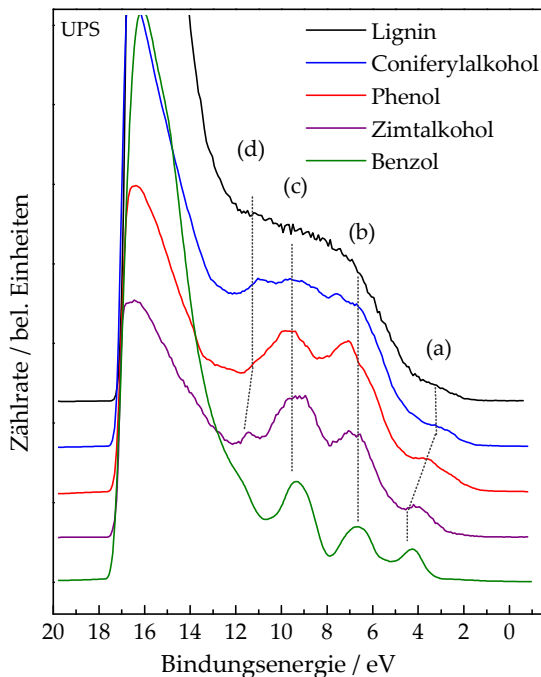 UPS
Lignin
Coniferylalkohol
Phenol
Zimtalkohol
Benzol
(d)
(c)
(b)
(a)
Zählrate / bel. Einheiten
20 18 16 14 12 10 8 6 4 2 0
Bindungsenergie / eV